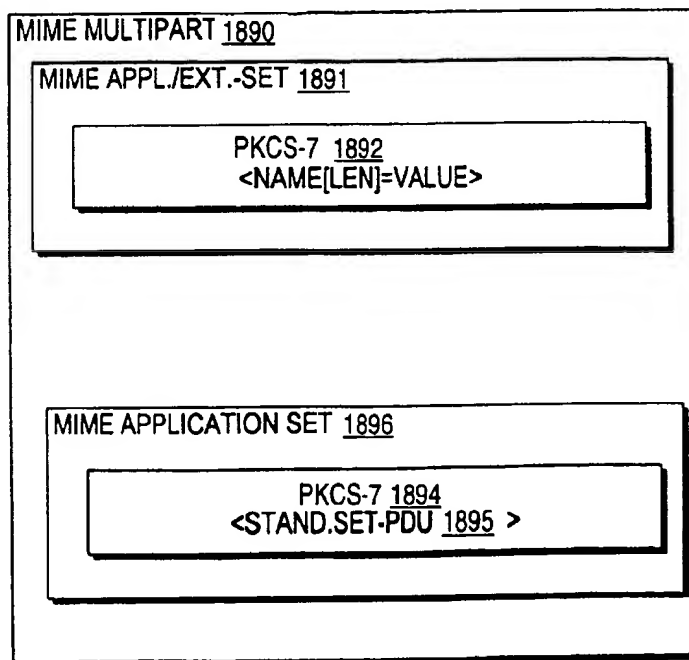 MIME MULTIPART 1890
MIME APPL./EXT.-SET 1891
PKCS-7 1892
<NAME[LEN]=VALUE>
MIME APPLICATION SET 1896
PKCS-7 1894
<STAND.SET-PDU 1895 >